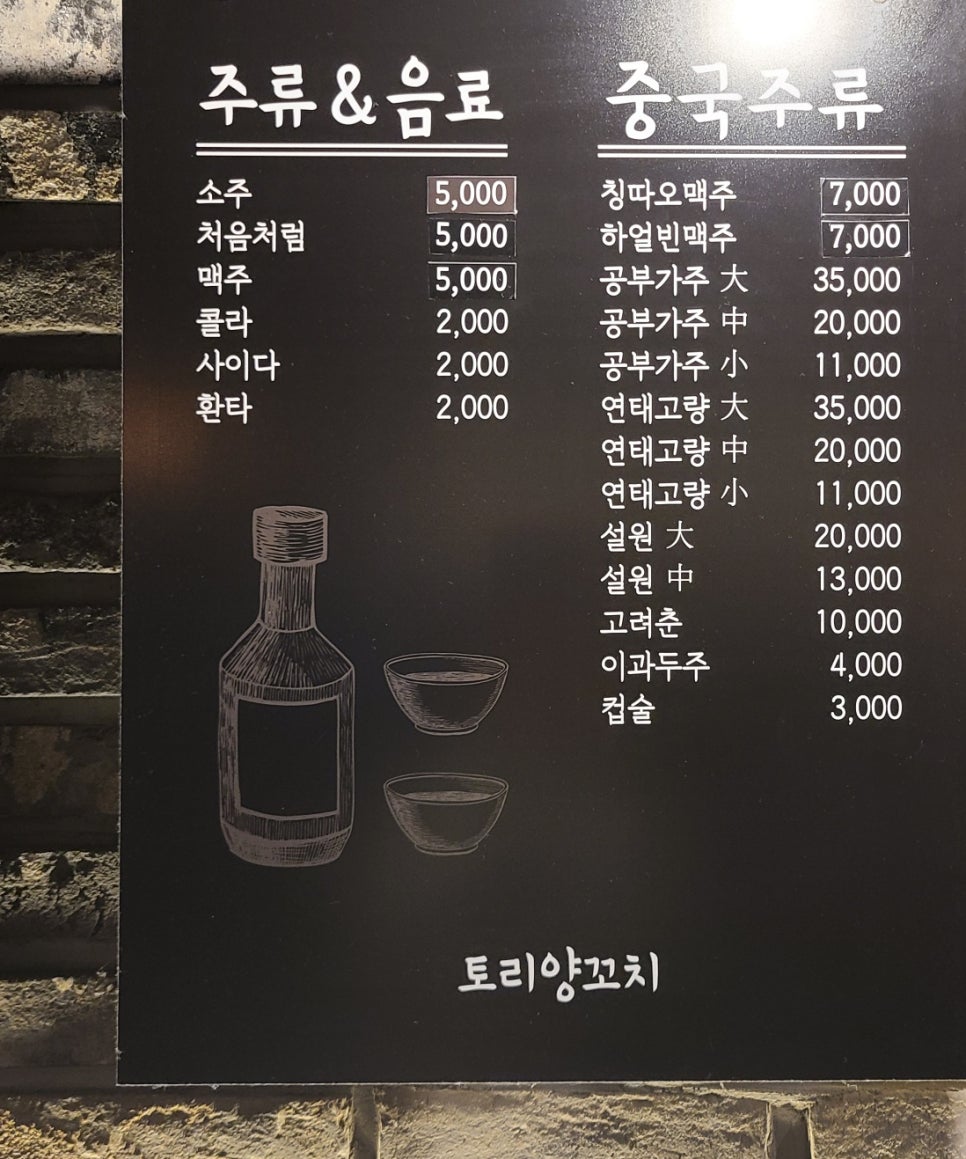 주류&음료
소주 5,000
처음처럼 5,000
맥주 5,000
콜라 2,000
사이다 2,000
환타 2,000
중국주류
칭따오맥주 7,000
하얼빈맥주 7,000
공부가주 大 35,000
공부가주 中 20,000
공부가주 小 11,000
연태고량 大 35,000
연태고량 中 20,000
연태고량 小 11,000
설원 大 20,000
설원 中 13,000
고려춘 10,000
이과두주 4,000
컵술 3,000
토리양꼬치